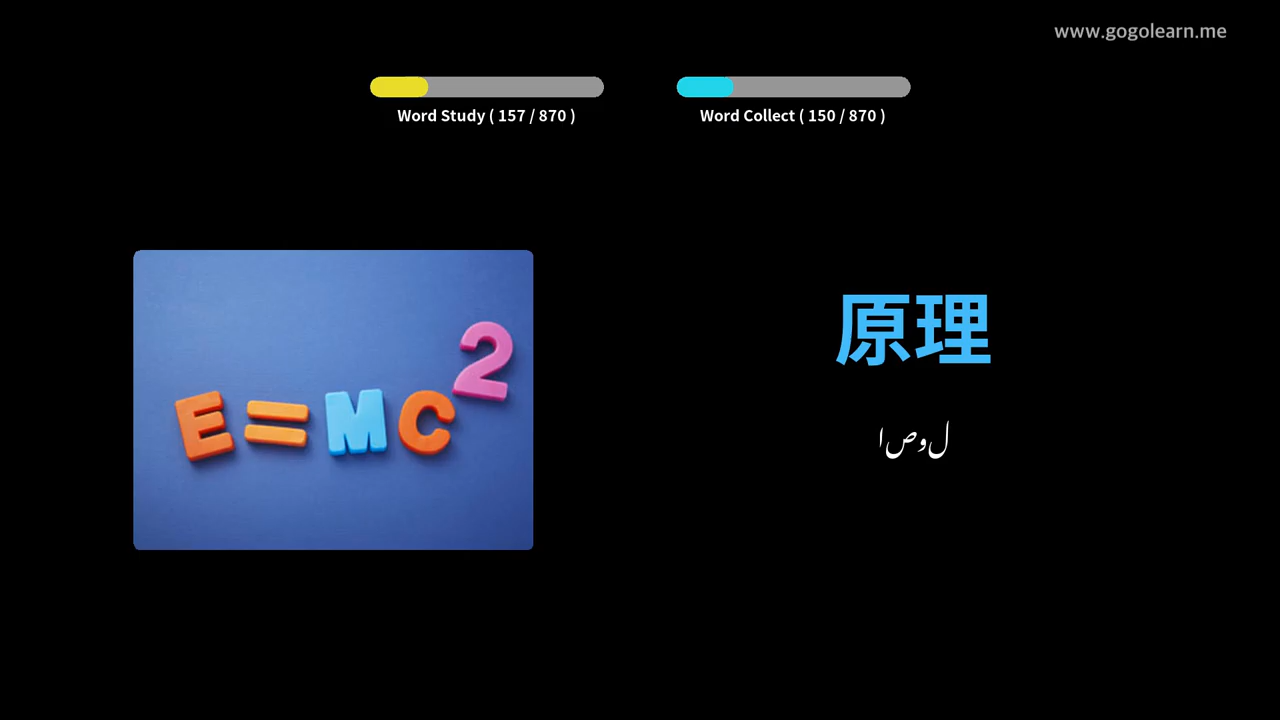 www.gogolearn.me
Word Study ( 157 / 870 )
Word Collect ( 150 / 870 )
E=MC²
原理
اصول